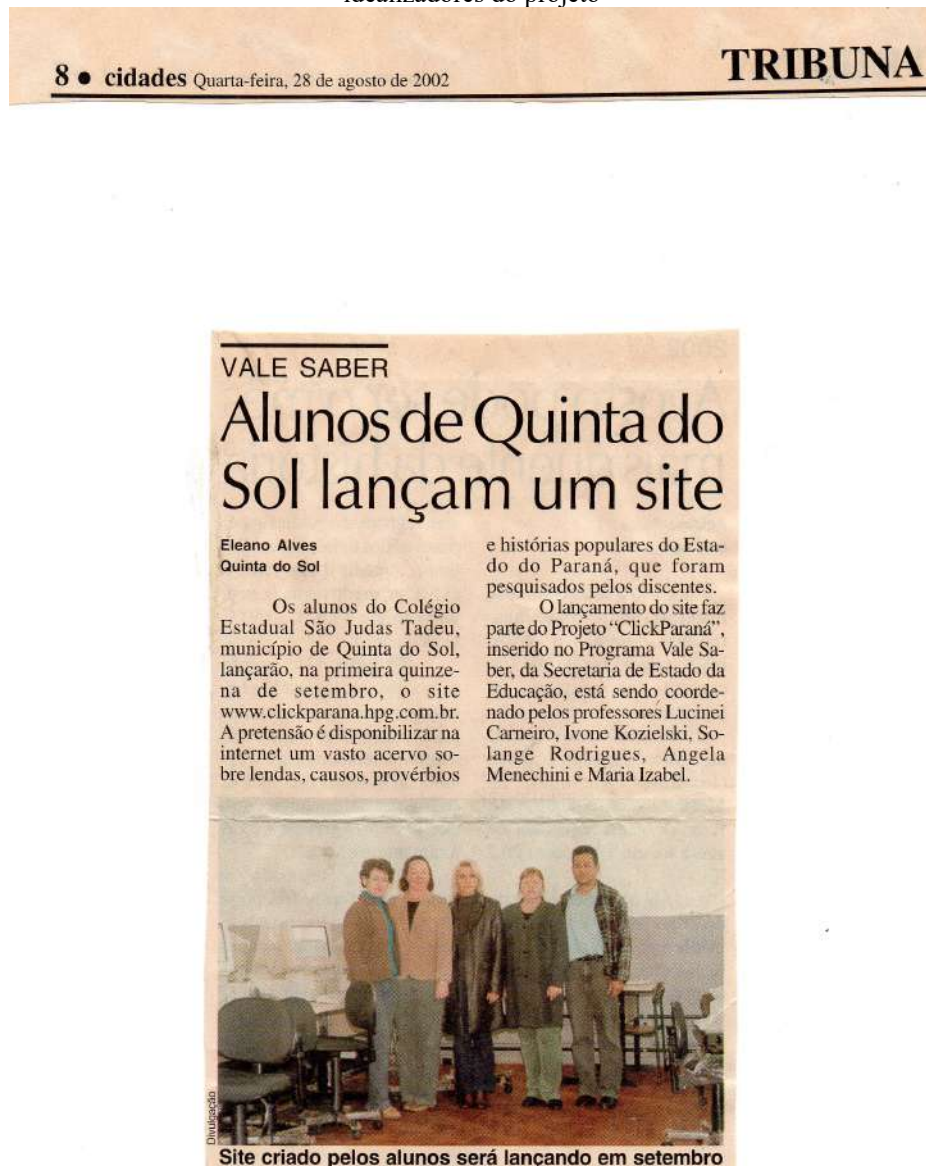 idealizadores do projeto
8 • cidades Quarta-feira, 28 de agosto de 2002
TRIBUNA
VALE SABER
Alunos de Quinta do
Sol lançam um site
Eleano Alves
Quinta do Sol
Os alunos do Colégio
Estadual São Judas Tadeu,
município de Quinta do Sol,
lançarão, na primeira quinze-
na de setembro, o site
www.clickparana.hpg.com.br.
A pretensão é disponibilizar na
internet um vasto acervo so-
bre lendas, causos, provérbios
e histórias populares do Esta-
do do Paraná, que foram
pesquisados pelos discentes.
O lançamento do site faz
parte do Projeto “ClickParaná”,
inserido no Programa Vale Sa-
ber, da Secretaria de Estado da
Educação, está sendo coorde-
nado pelos professores Lucinei
Carneiro, Ivone Kozielski, So-
lange Rodrigues, Angela
Menechini e Maria Izabel.
Divulgação
Site criado pelos alunos será lançando em setembro